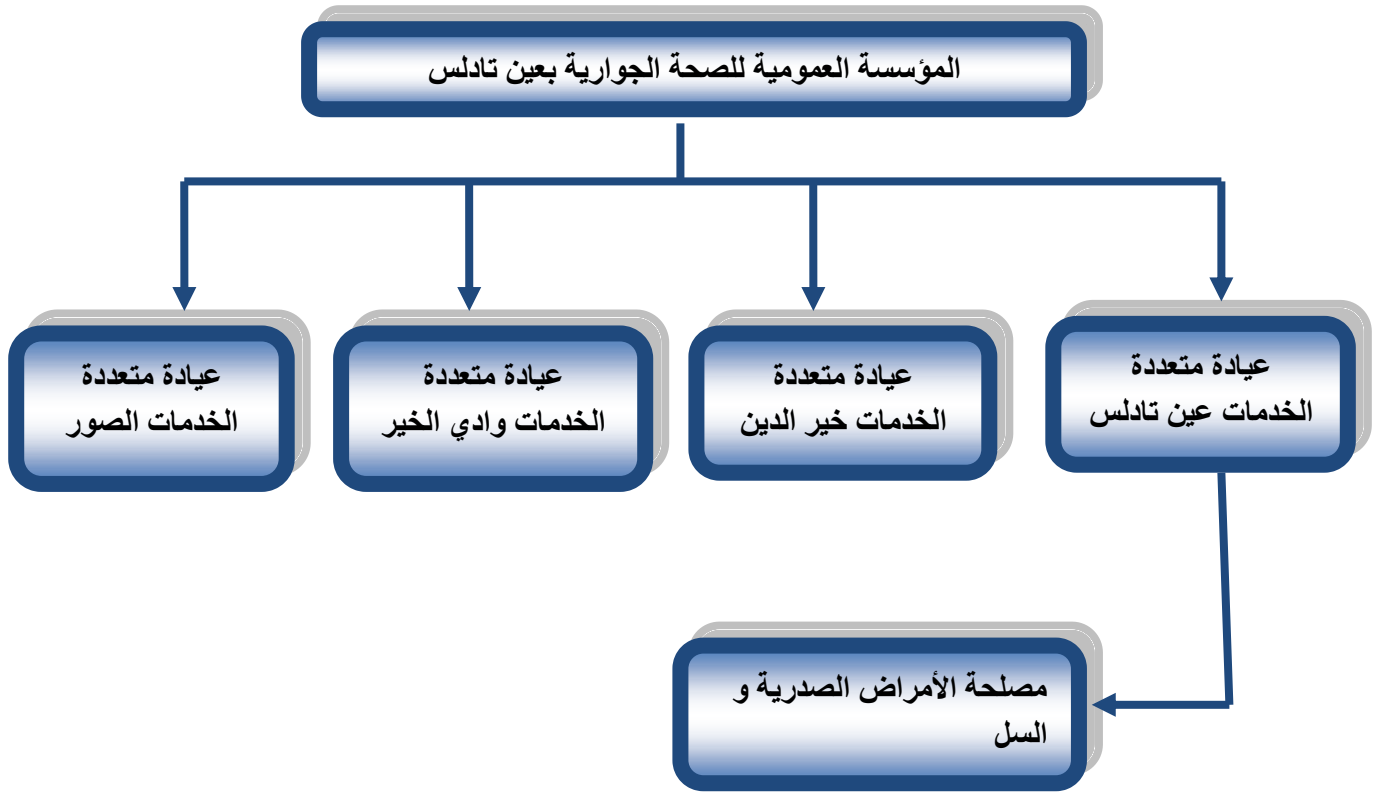 المؤسسة العمومية للصحة الجوارية بعين تادلس
عيادة متعددة
الخدمات عين تادلس
عيادة متعددة
الخدمات خير الدين
عيادة متعددة
الخدمات وادي الخير
عيادة متعددة
الخدمات الصور
مصلحة الأمراض الصدرية و
السل